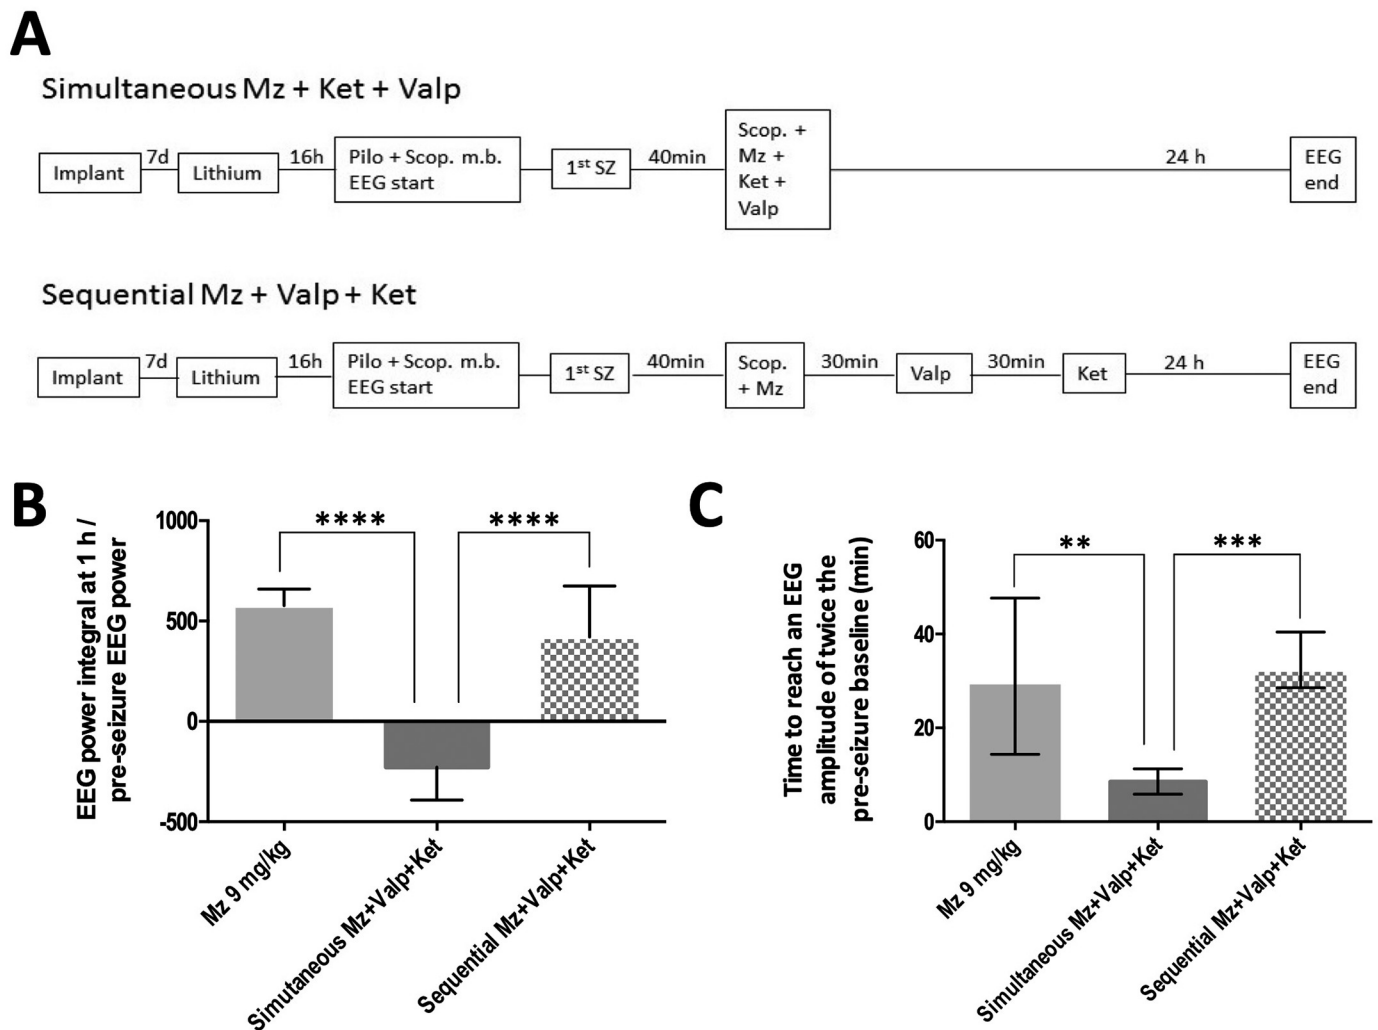 A
Simultaneous Mz + Ket + Valp
Implant
7d
Lithium
16h
Pilo + Scop. m.b.
EEG start
1st SZ
40min
Scop. +
Mz +
Ket +
Valp
24 h
EEG
end
Sequential Mz + Valp + Ket
Implant
7d
Lithium
16h
Pilo + Scop. m.b.
EEG start
1st SZ
40min
Scop.
+ Mz
30min
Valp
30min
Ket
24 h
EEG
end
B
EEG power integral at 1 h /
pre-seizure EEG power
1000
500
0
-500
****
****
Mz 9 mg/kg
Simutaneous Mz+Valp+Ket
Sequential Mz+Valp+Ket
C
Time to reach an EEG
amplitude of twice the
pre-seizure baseline (min)
60
40
20
0
**
***
Mz 9 mg/kg
Simultaneous Mz+Valp+Ket
Sequential Mz+Valp+Ket